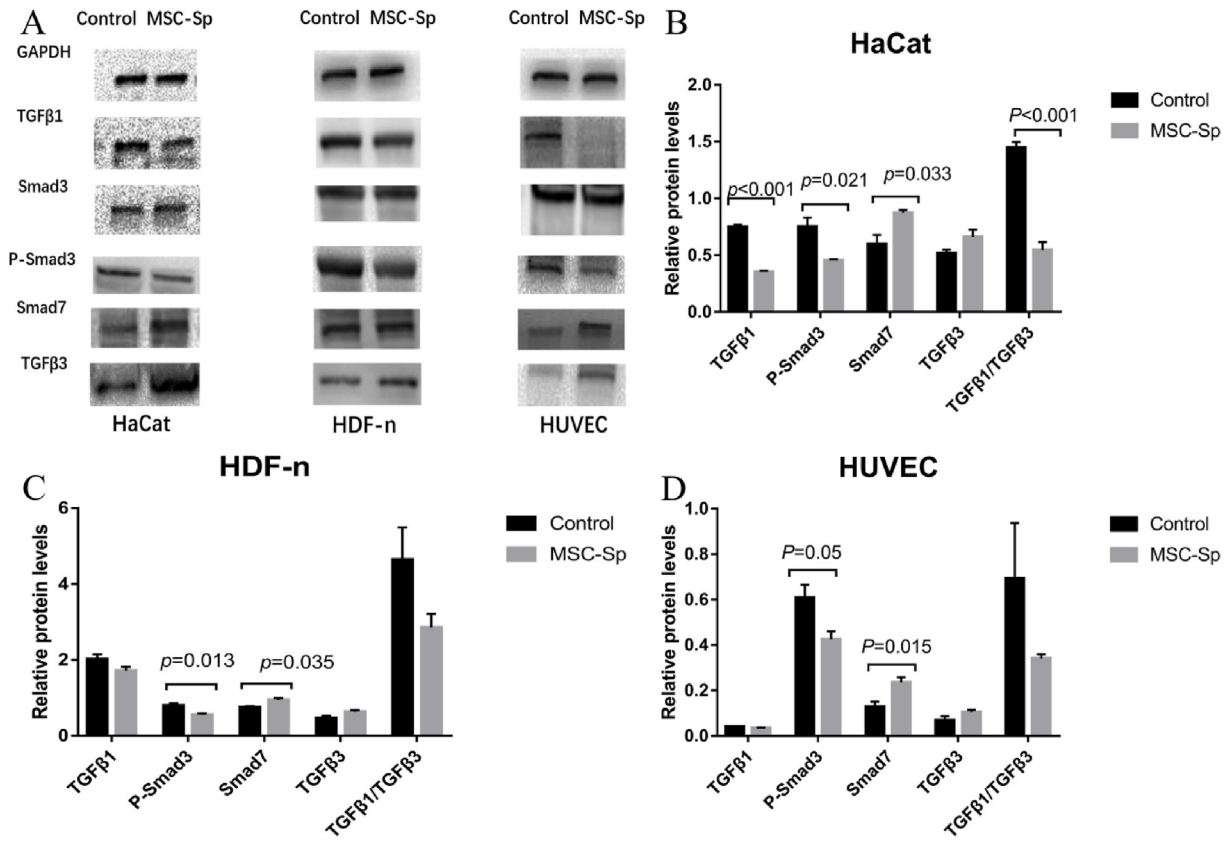 A
Control MSC-Sp
Control MSC-Sp
Control MSC-Sp
GAPDH
TGFβ1
Smad3
P-Smad3
Smad7
TGFβ3
HaCat
HDF-n
HUVEC
B
HaCat
Relative protein levels
2.0
1.5
1.0
0.5
0.0
p<0.001
p=0.021
p=0.033
P<0.001
Control
MSC-Sp
TGFβ1
P-Smad3
Smad7
TGFβ3
TGFβ1/TGFβ3
C
HDF-n
Relative protein levels
6
4
2
0
p=0.013
p=0.035
Control
MSC-Sp
TGFβ1
P-Smad3
Smad7
TGFβ3
TGFβ1/TGFβ3
D
HUVEC
Relative protein levels
1.0
0.8
0.6
0.4
0.2
0.0
P=0.05
P=0.015
Control
MSC-Sp
TGFβ1
P-Smad3
Smad7
TGFβ3
TGFβ1/TGFβ3